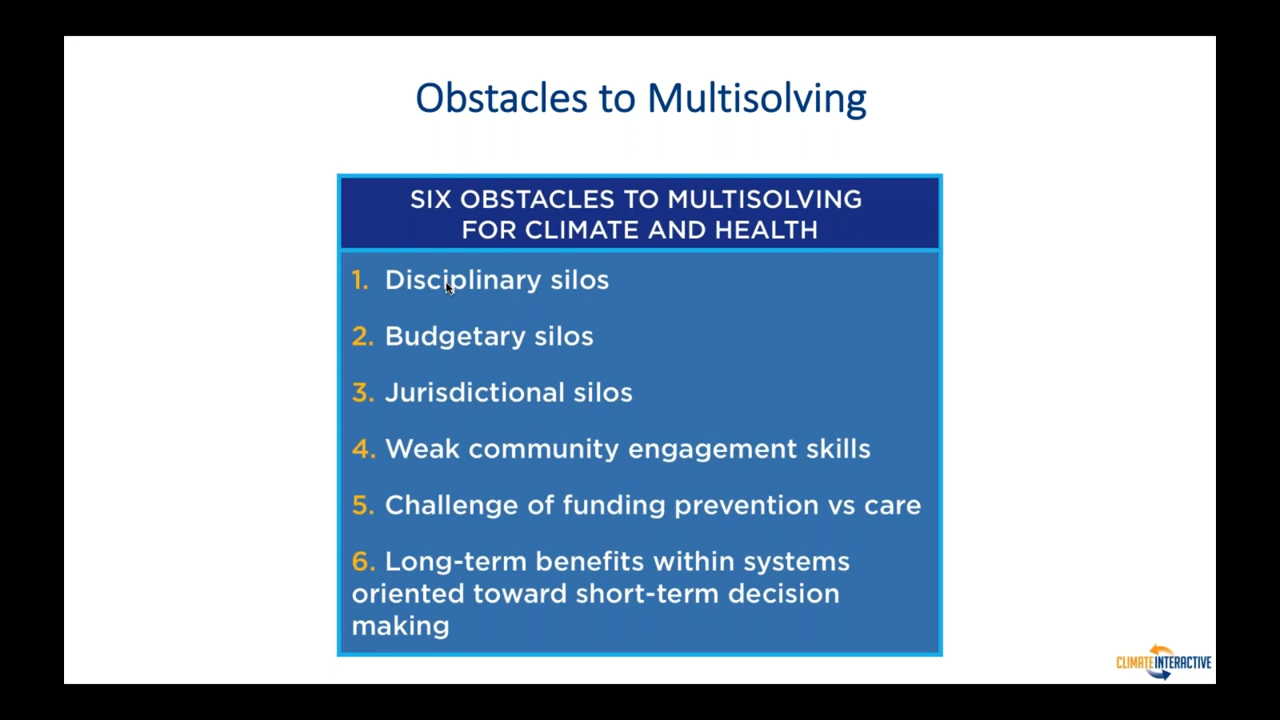 Obstacles to Multisolving
SIX OBSTACLES TO MULTISOLVING
FOR CLIMATE AND HEALTH
1. Disciplinary silos
2. Budgetary silos
3. Jurisdictional silos
4. Weak community engagement skills
5. Challenge of funding prevention vs care
6. Long-term benefits within systems
oriented toward short-term decision
making
CLIMATEINTERACTIVE